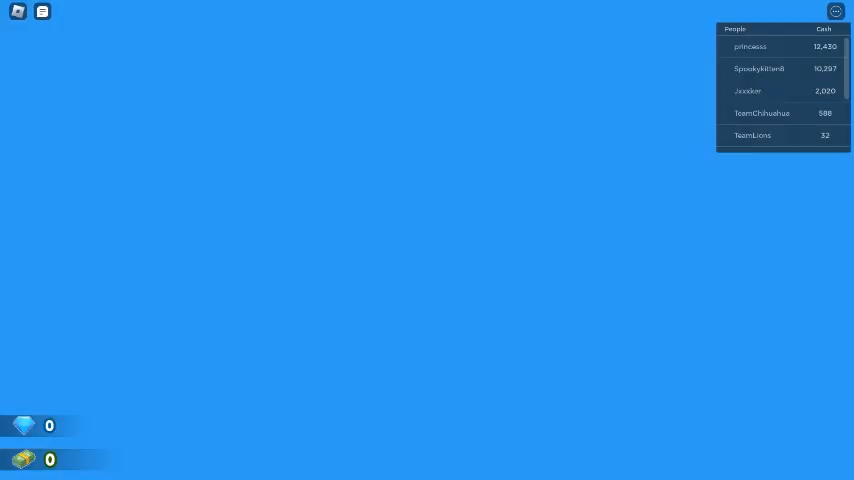 People Cash
princesss 12,430
Spookykitten8 10,297
Jxxxker 2,020
TeamChihuahua 588
TeamLions 32
0
0